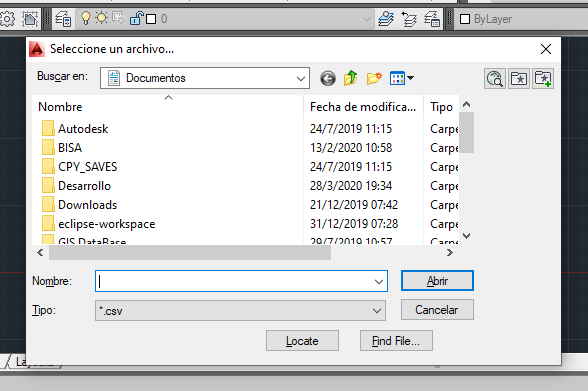 0 ByLayer
Seleccione un archivo...
Buscar en: Documentos
Nombre Fecha de modifica... Tipo
Autodesk 24/7/2019 11:15 Carpe
BISA 13/2/2020 10:58 Carpe
CPY_SAVES 24/7/2019 11:15 Carpe
Desarrollo 28/3/2020 19:34 Carpe
Downloads 21/12/2019 07:42 Carpe
eclipse-workspace 31/12/2019 07:28 Carpe
GIS DataBase 29/7/2019 10:57 Carpe
Nombre: Abrir
Tipo: *.csv Cancelar
Locate Find File...